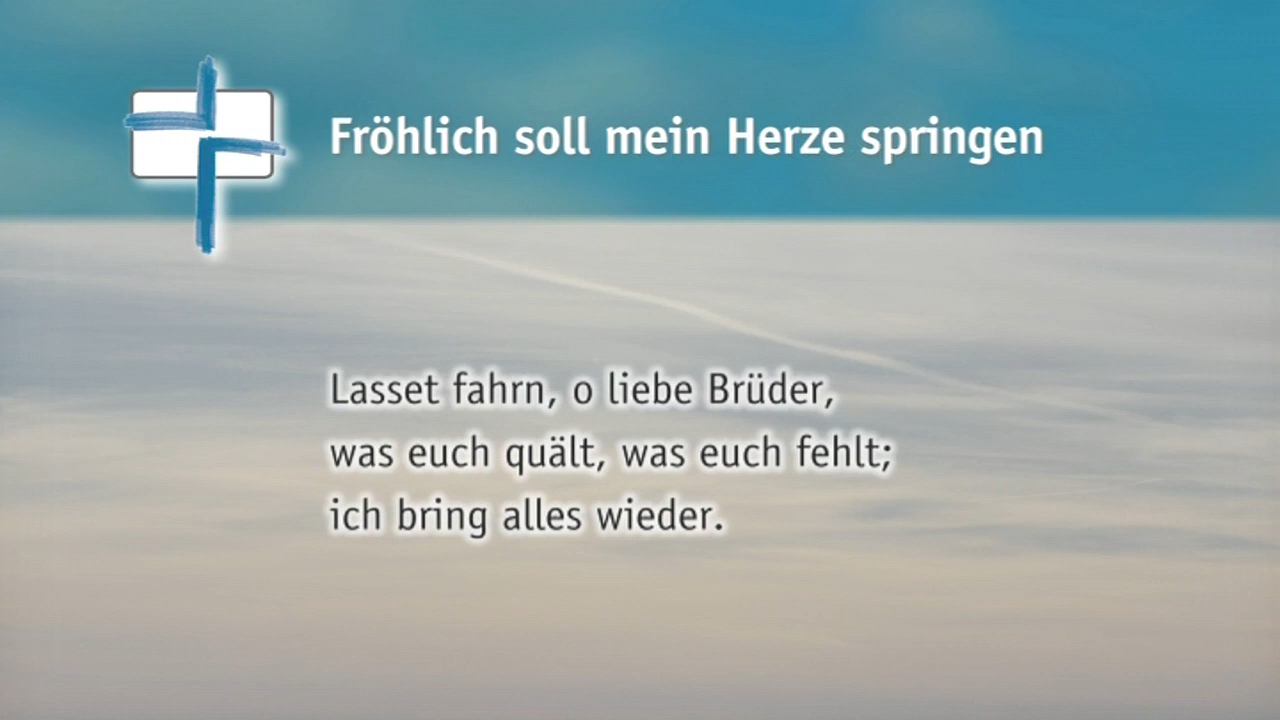 Fröhlich soll mein Herze springen
Lasset fahrn, o liebe Brüder,
was euch quält, was euch fehlt;
ich bring alles wieder.